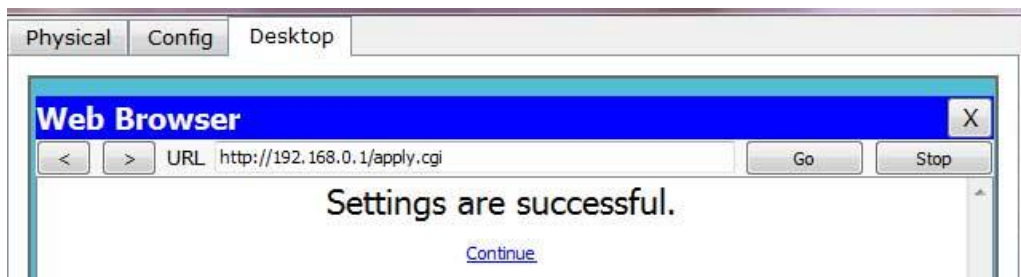 Physical Config Desktop
Web Browser X
< > URL http://192.168.0.1/apply.cgi Go Stop
Settings are successful.
Continue